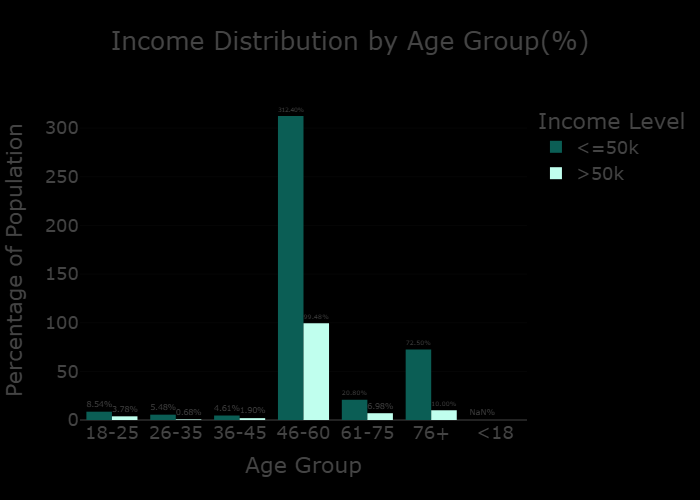 Income Distribution by Age Group(%)
Income Level
<=50k
>50k
Percentage of Population
300
250
200
150
100
50
0
312.40%
99.48%
72.50%
10.00%
20.80%
6.98%
8.54%
3.78%
5.48%
0.68%
4.61%
1.90%
NaN%
18-25 26-35 36-45 46-60 61-75 76+ <18
Age Group